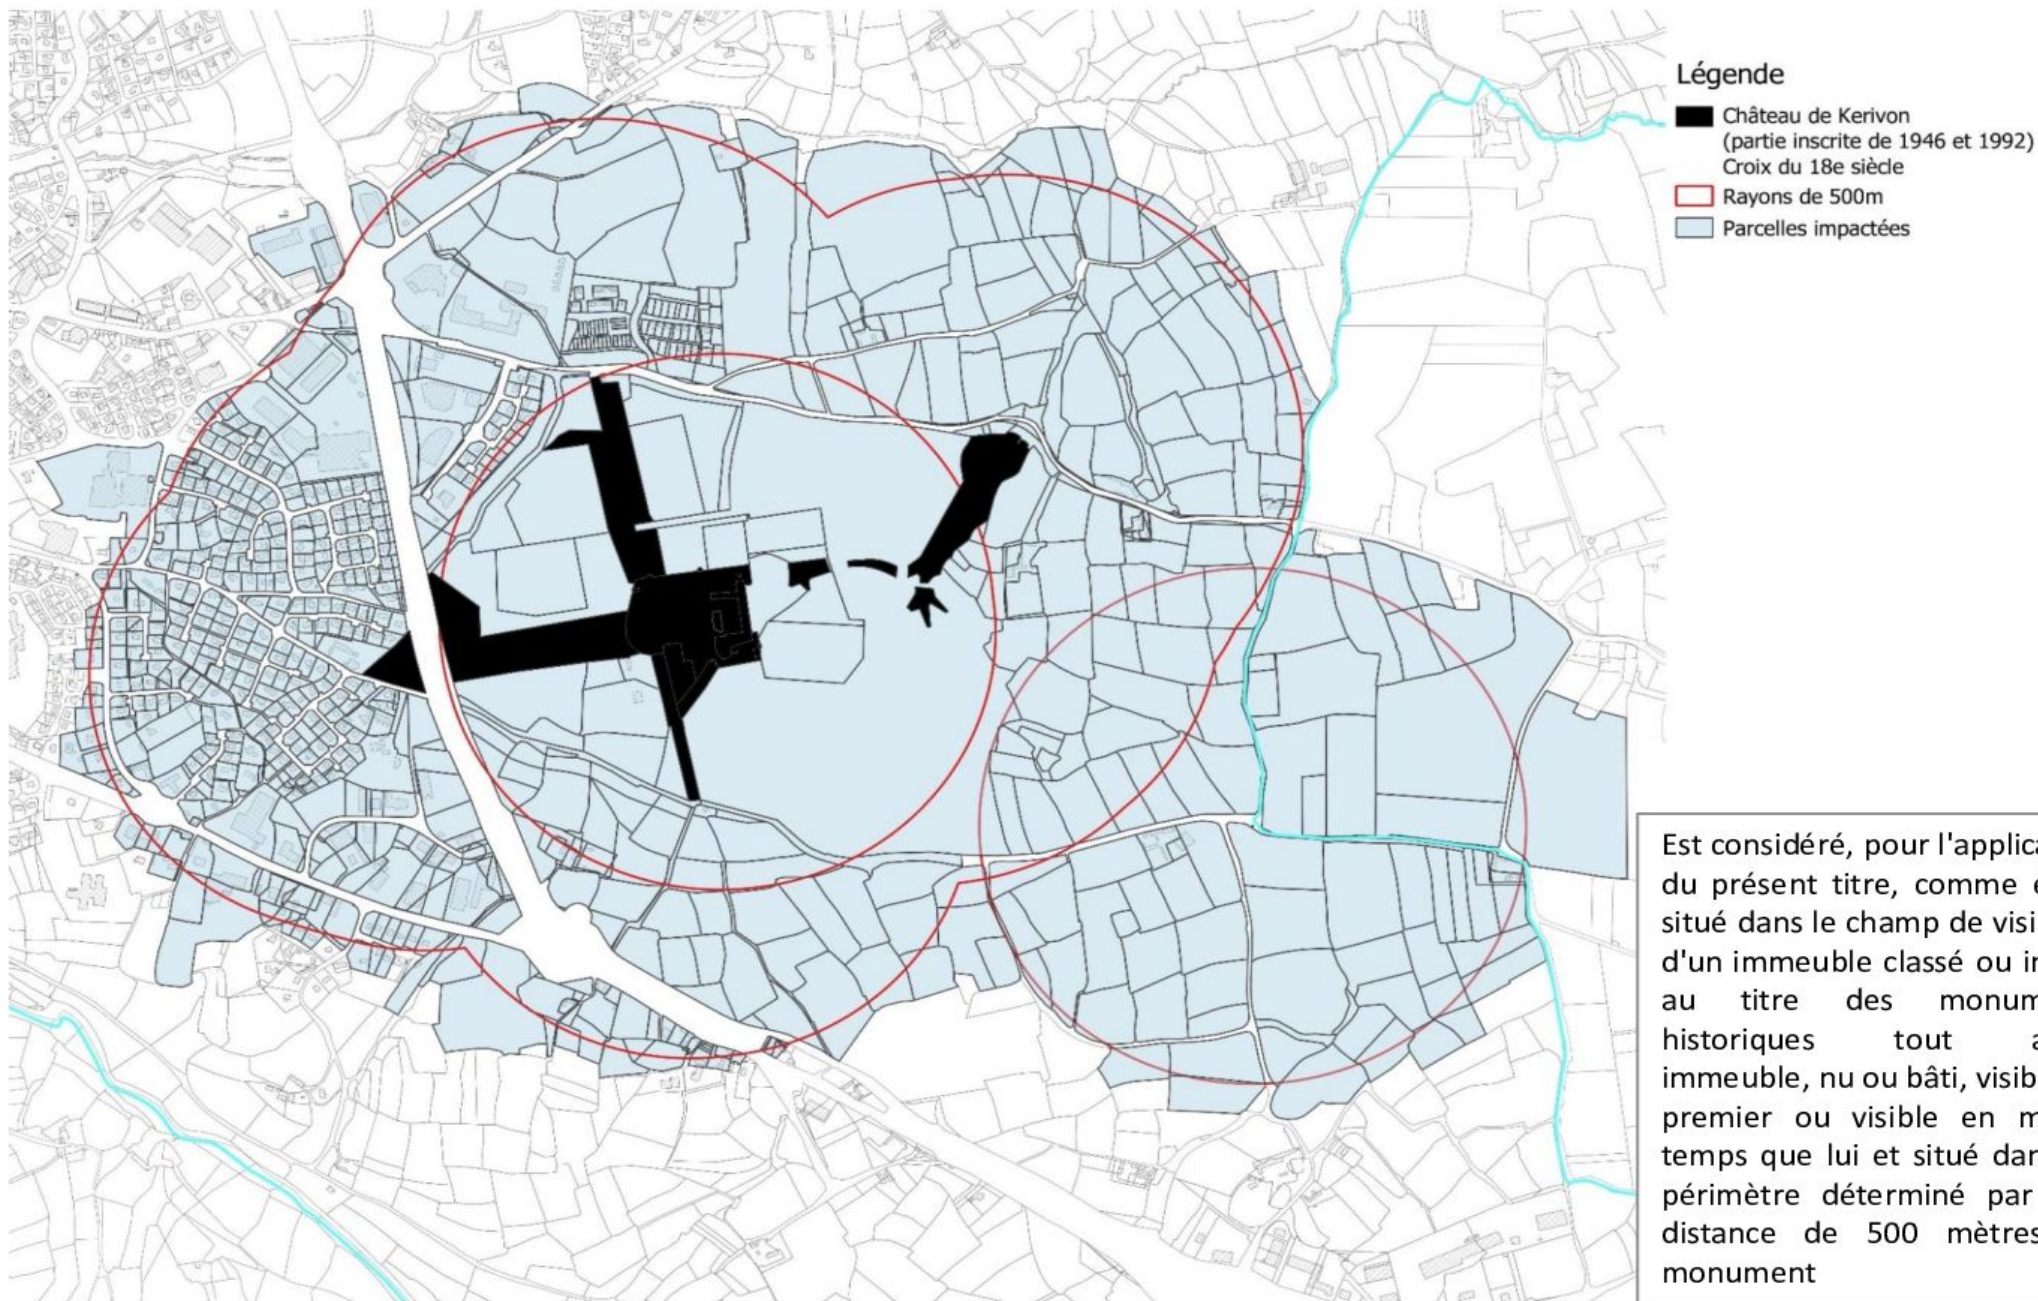 Légende
Château de Kerivon
(partie inscrite de 1946 et 1992)
Croix du 18e siècle
Rayons de 500m
Parcelles impactées
Est considéré, pour l'applica
du présent titre, comme
situé dans le champ de visi
d'un immeuble classé ou
au titre des monum
historiques tout
immeuble, nu ou bâti, visib
premier ou visible en m
temps que lui et situé dan
périmètre déterminé par
distance de 500 mètres
monument